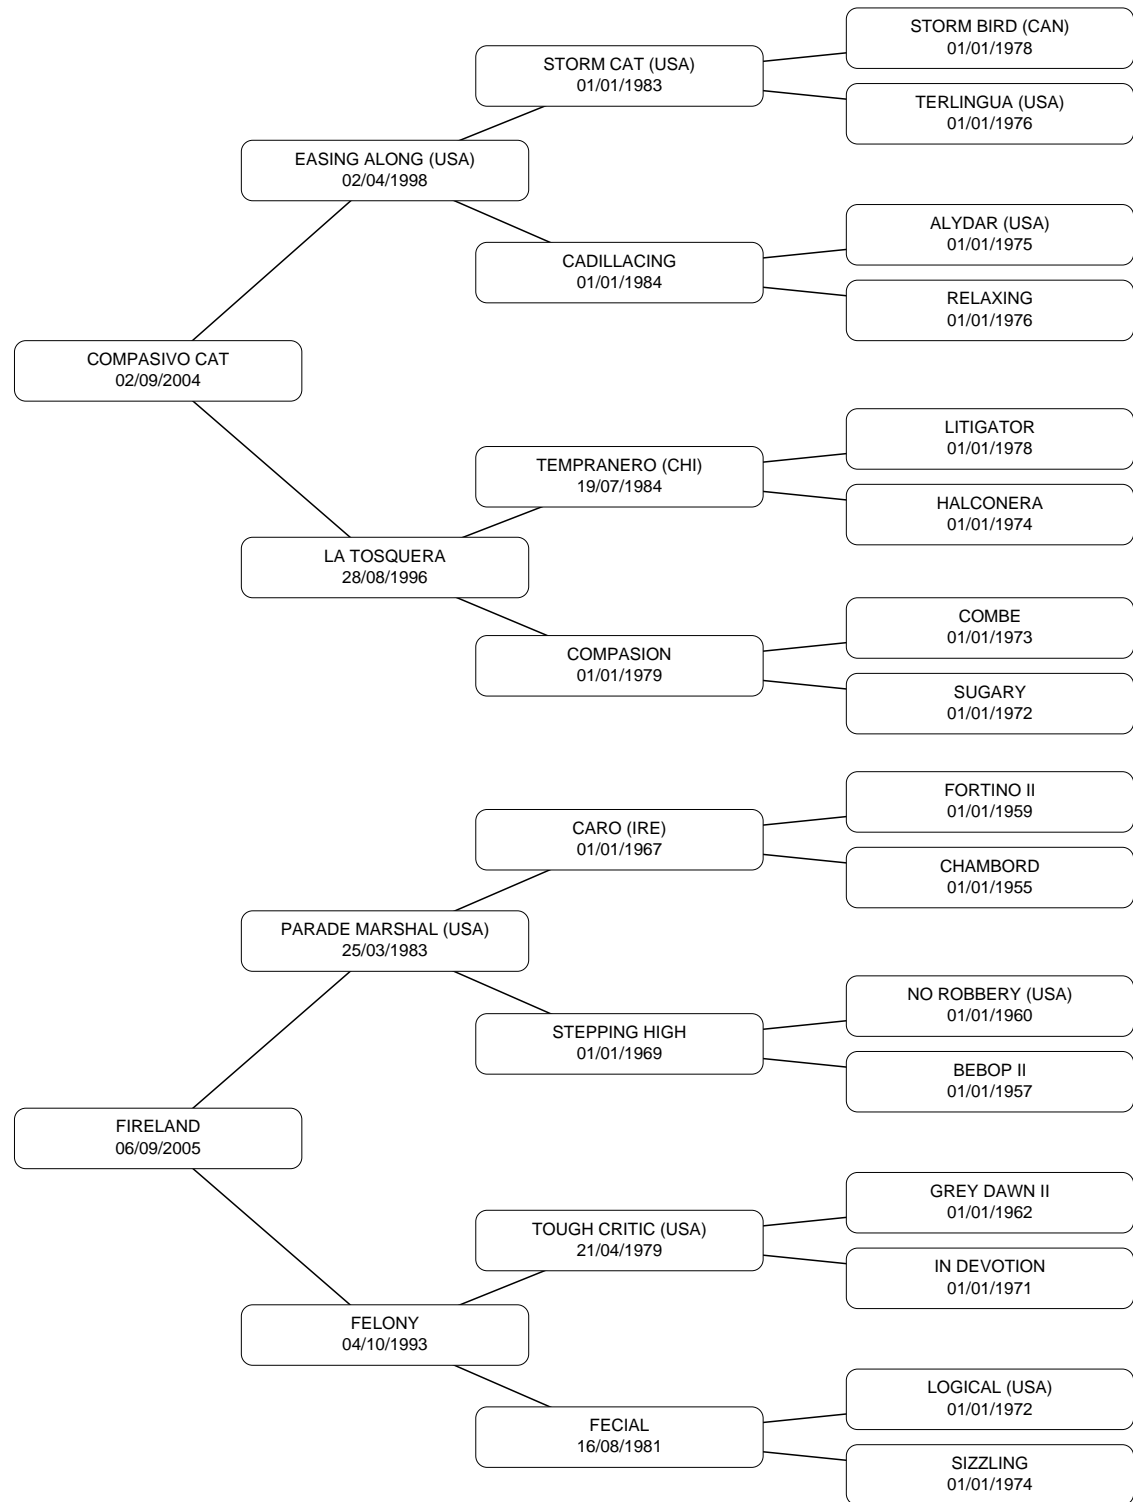 STORM BIRD (CAN)
01/01/1978
STORM CAT (USA)
01/01/1983
TERLINGUA (USA)
01/01/1976
EASING ALONG (USA)
02/04/1998
ALYDAR (USA)
01/01/1975
CADILLACING
01/01/1984
RELAXING
01/01/1976
COMPASIVO CAT
02/09/2004
LITIGATOR
01/01/1978
TEMPRANERO (CHI)
19/07/1984
HALCONERA
01/01/1974
LA TOSQUERA
28/08/1996
COMBE
01/01/1973
COMPASION
01/01/1979
SUGARY
01/01/1972
FORTINO II
01/01/1959
CARO (IRE)
01/01/1967
CHAMBORD
01/01/1955
PARADE MARSHAL (USA)
25/03/1983
NO ROBBERY (USA)
01/01/1960
STEPPING HIGH
01/01/1969
BEBOP II
01/01/1957
FIRELAND
06/09/2005
GREY DAWN II
01/01/1962
TOUGH CRITIC (USA)
21/04/1979
IN DEVOTION
01/01/1971
FELONY
04/10/1993
LOGICAL (USA)
01/01/1972
FECIAL
16/08/1981
SIZZLING
01/01/1974